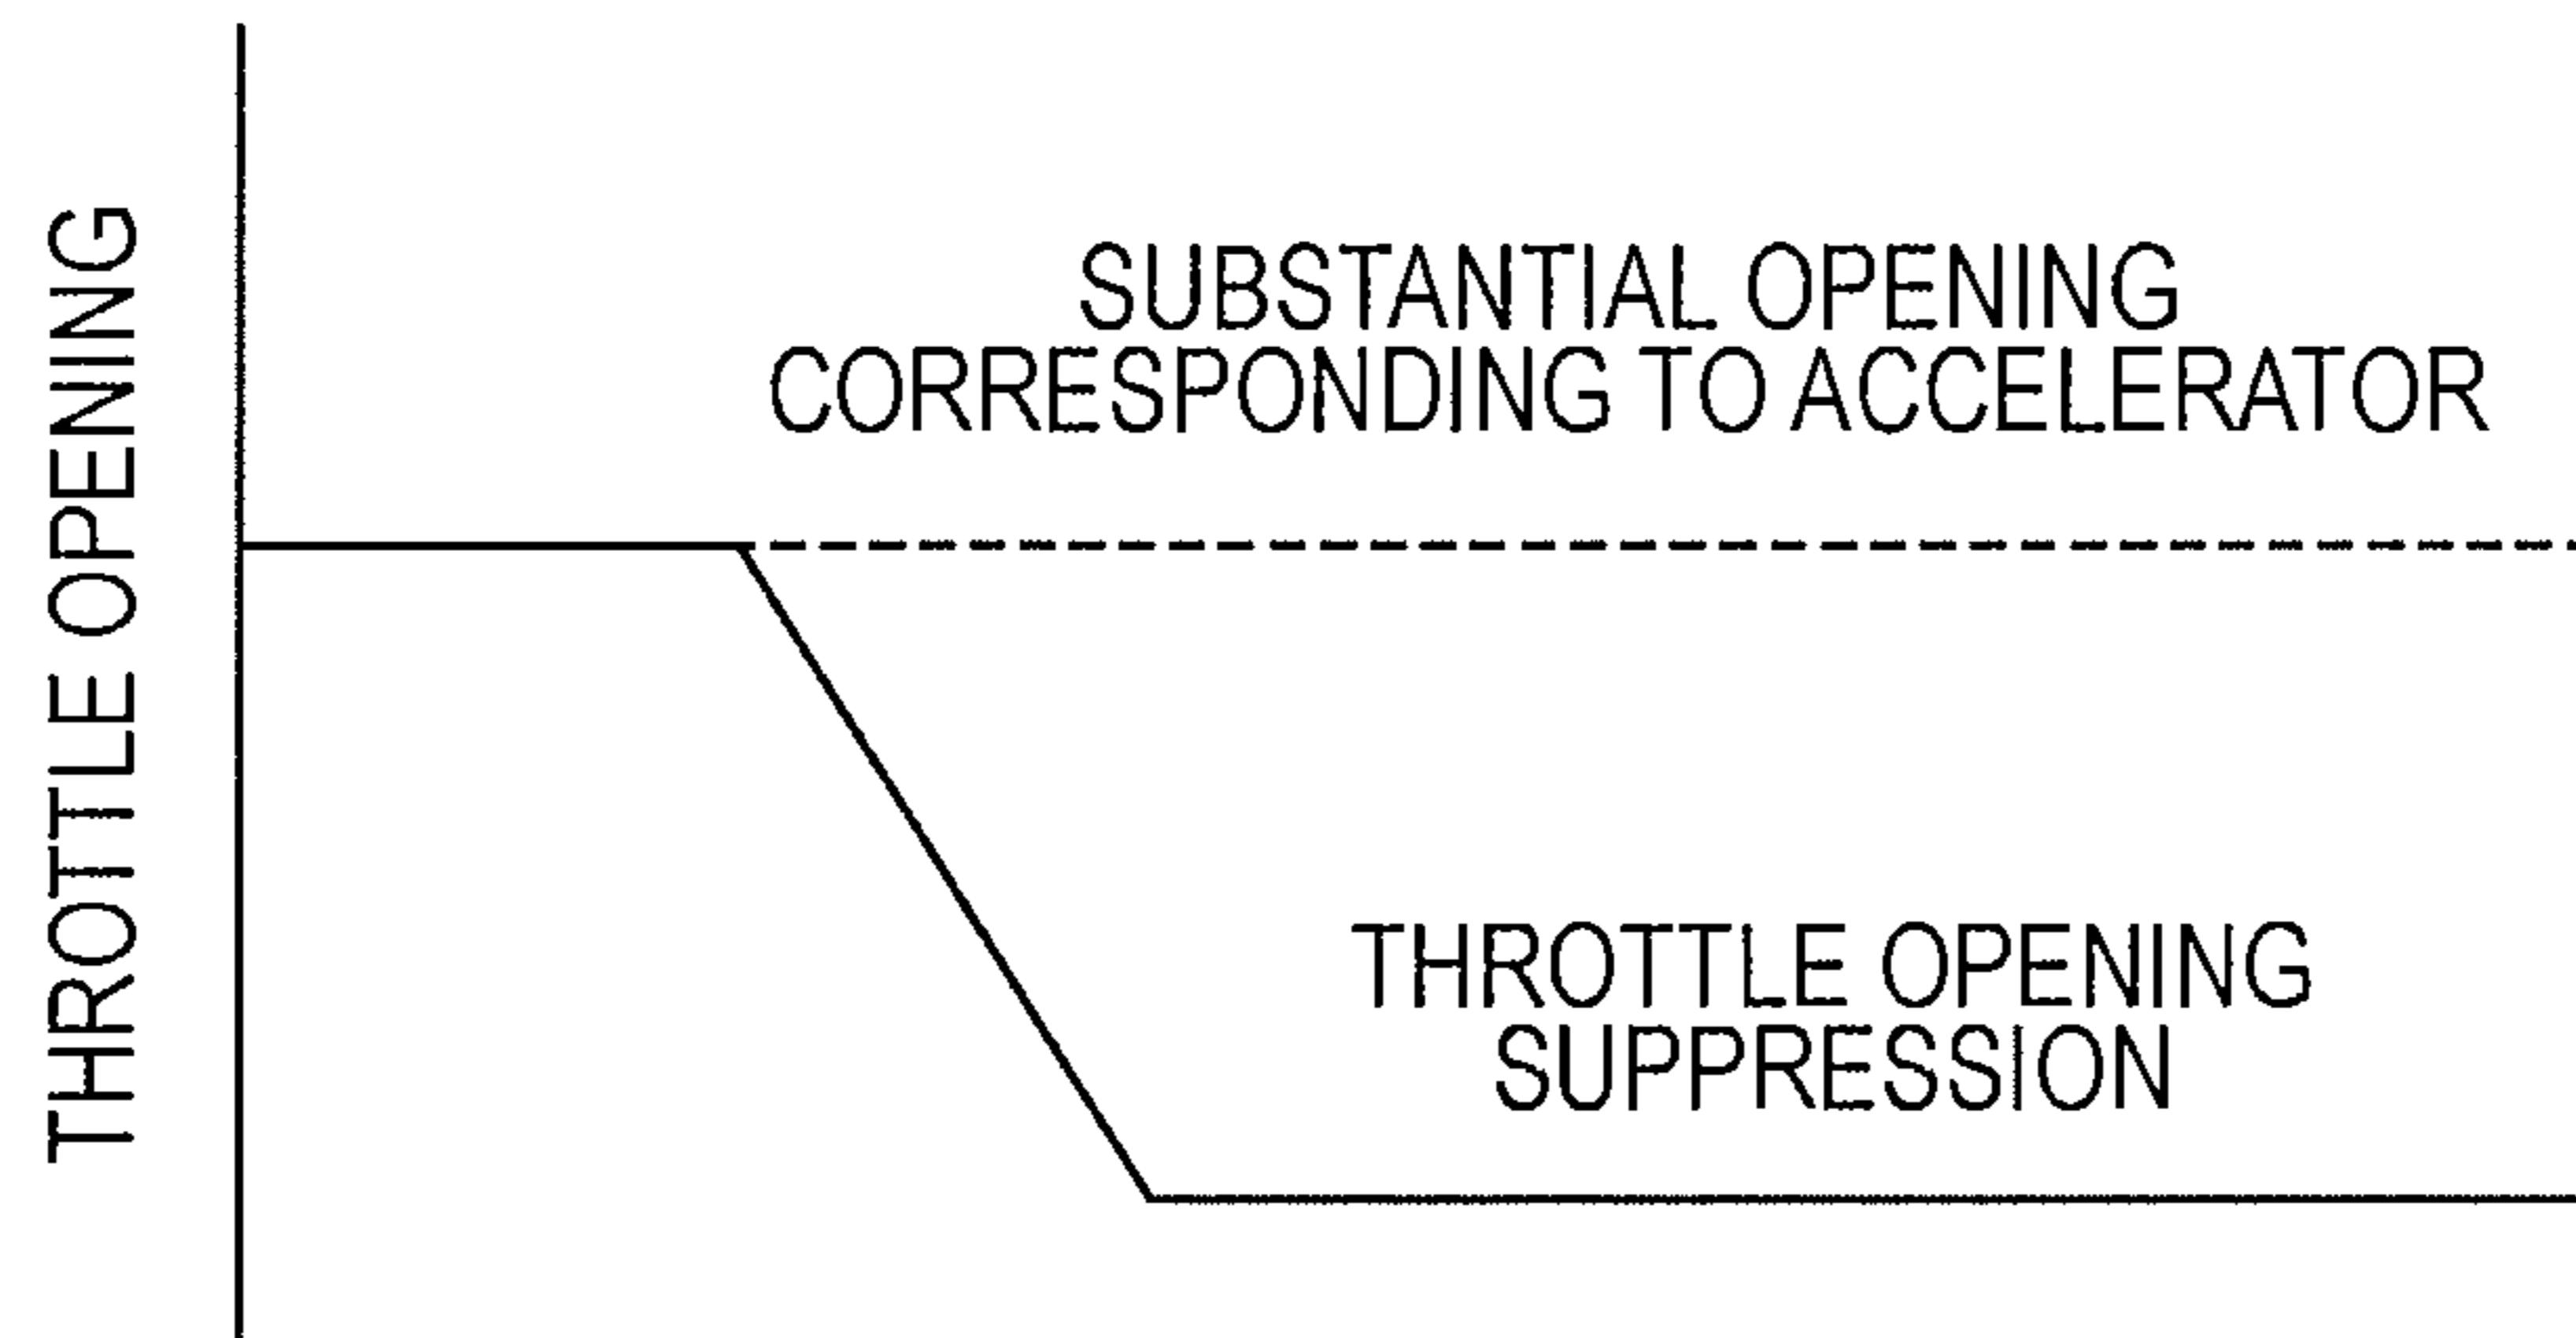 THROTTLE OPENING
SUBSTANTIAL OPENING
CORRESPONDING TO ACCELERATOR
THROTTLE OPENING
SUPPRESSION